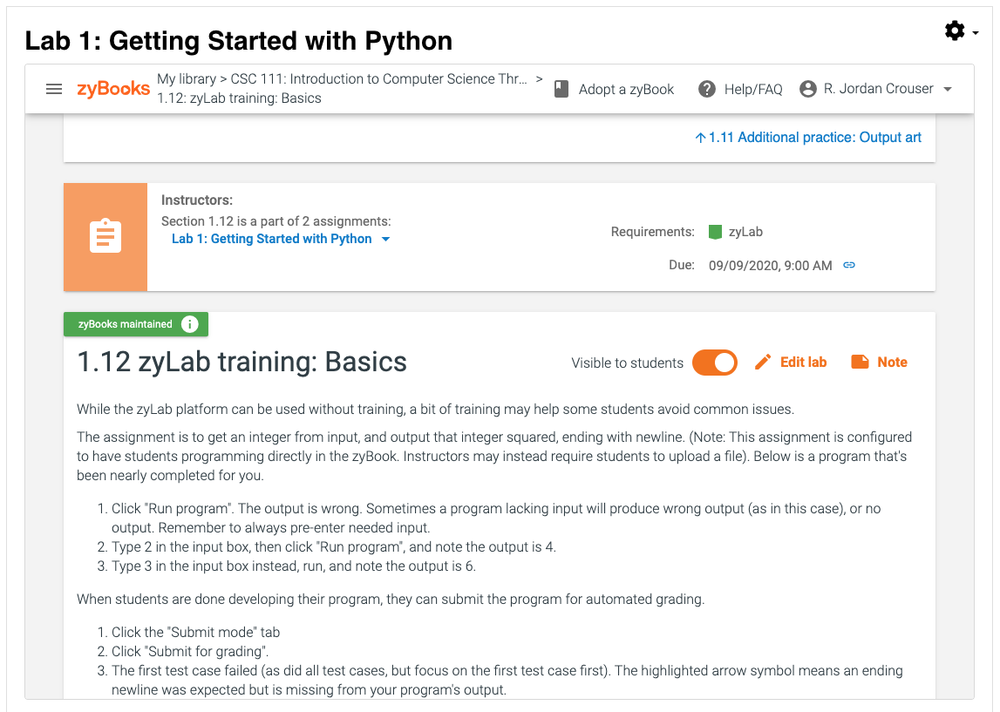 Lab 1: Getting Started with Python
zyBooks
My library > CSC 111: Introduction to Computer Science Thr... >
1.12: zyLab training: Basics
Adopt a zyBook
Help/FAQ
R. Jordan Crouser
↑ 1.11 Additional practice: Output art
Instructors:
Section 1.12 is a part of 2 assignments:
Lab 1: Getting Started with Python
Requirements: zyLab
Due: 09/09/2020, 9:00 AM
zyBooks maintained
1.12 zyLab training: Basics
Visible to students
Edit lab
Note
While the zyLab platform can be used without training, a bit of training may help some students avoid common issues.
The assignment is to get an integer from input, and output that integer squared, ending with newline. (Note: This assignment is configured
to have students programming directly in the zyBook. Instructors may instead require students to upload a file). Below is a program that's
been nearly completed for you.
1. Click "Run program". The output is wrong. Sometimes a program lacking input will produce wrong output (as in this case), or no
output. Remember to always pre-enter needed input.
2. Type 2 in the input box, then click "Run program", and note the output is 4.
3. Type 3 in the input box instead, run, and note the output is 6.
When students are done developing their program, they can submit the program for automated grading.
1. Click the "Submit mode" tab
2. Click "Submit for grading".
3. The first test case failed (as did all test cases, but focus on the first test case first). The highlighted arrow symbol means an ending
newline was expected but is missing from your program's output.